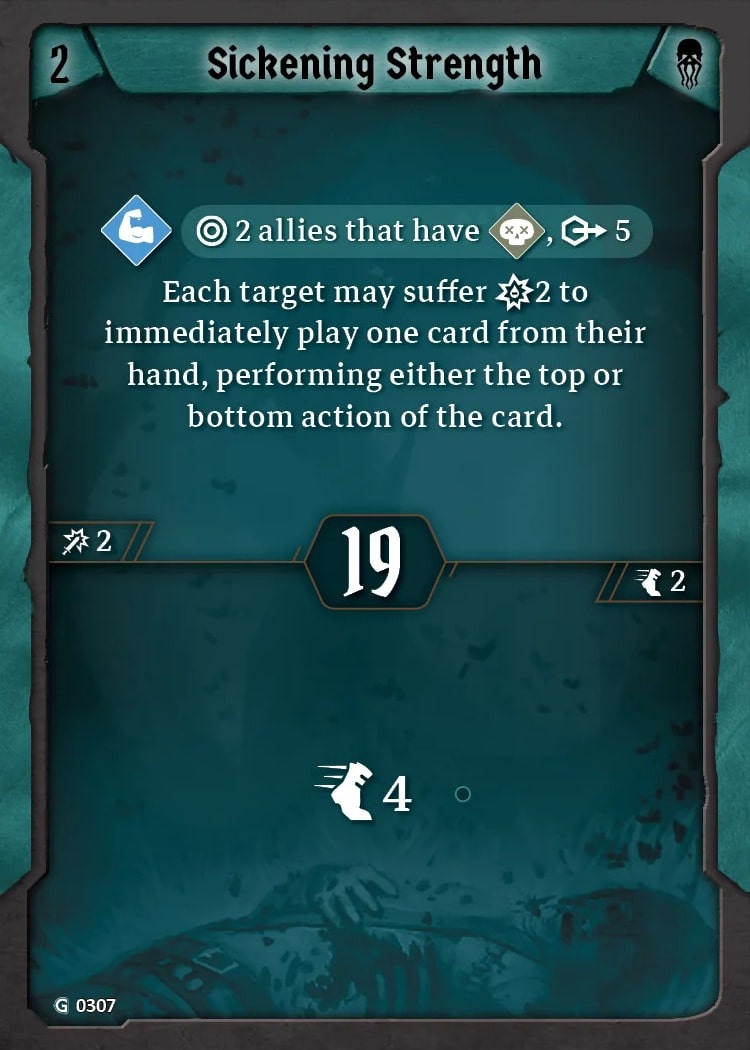 2 Sickening Strength
2 allies that have , 5
Each target may suffer 2 to
immediately play one card from their
hand, performing either the top or
bottom action of the card.
2
19
2
4
G 0307